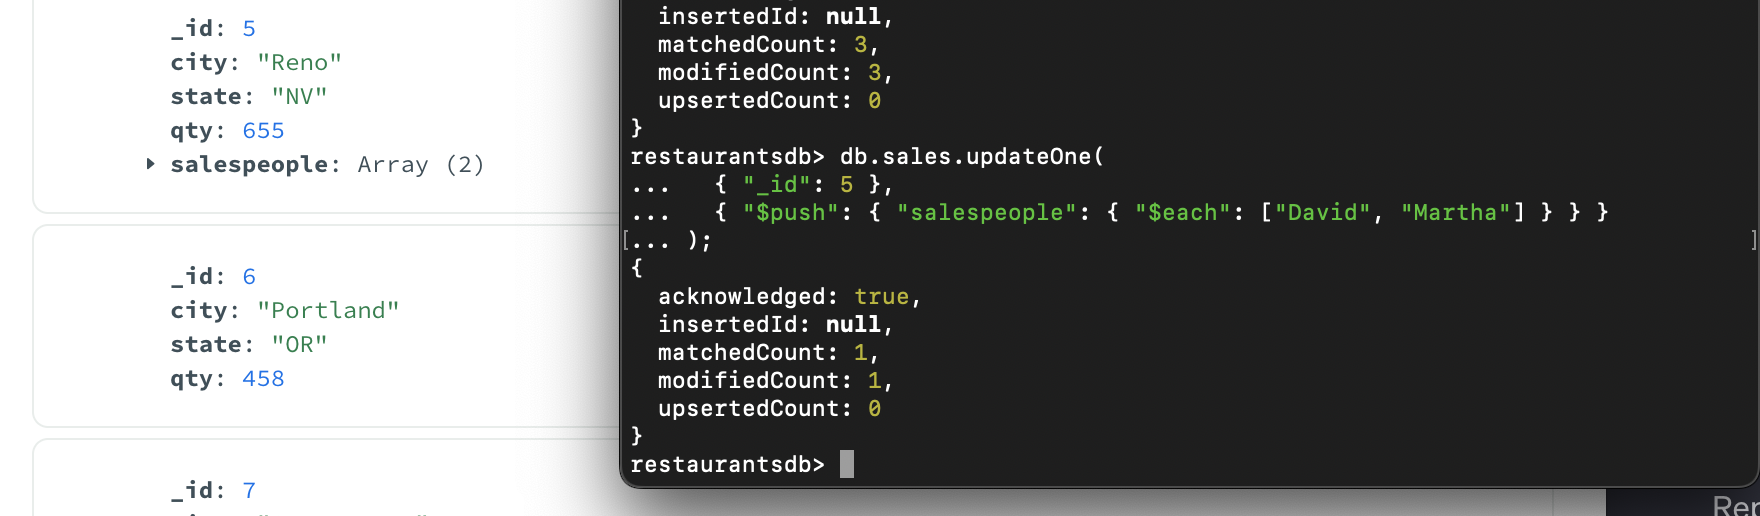 _id: 5
city: "Reno"
state: "NV"
qty: 655
salespeople: Array (2)
_id: 6
city: "Portland"
state: "OR"
qty: 458
_id: 7
insertedId: null,
matchedCount: 3,
modifiedCount: 3,
upsertedCount: 0
}
restaurantsdb> db.sales.updateOne(
...   { "_id": 5 },
...   { "$push": { "salespeople": { "$each": ["David", "Martha"] } } }
[... ); ]
{
acknowledged: true,
insertedId: null,
matchedCount: 1,
modifiedCount: 1,
upsertedCount: 0
}
restaurantsdb>